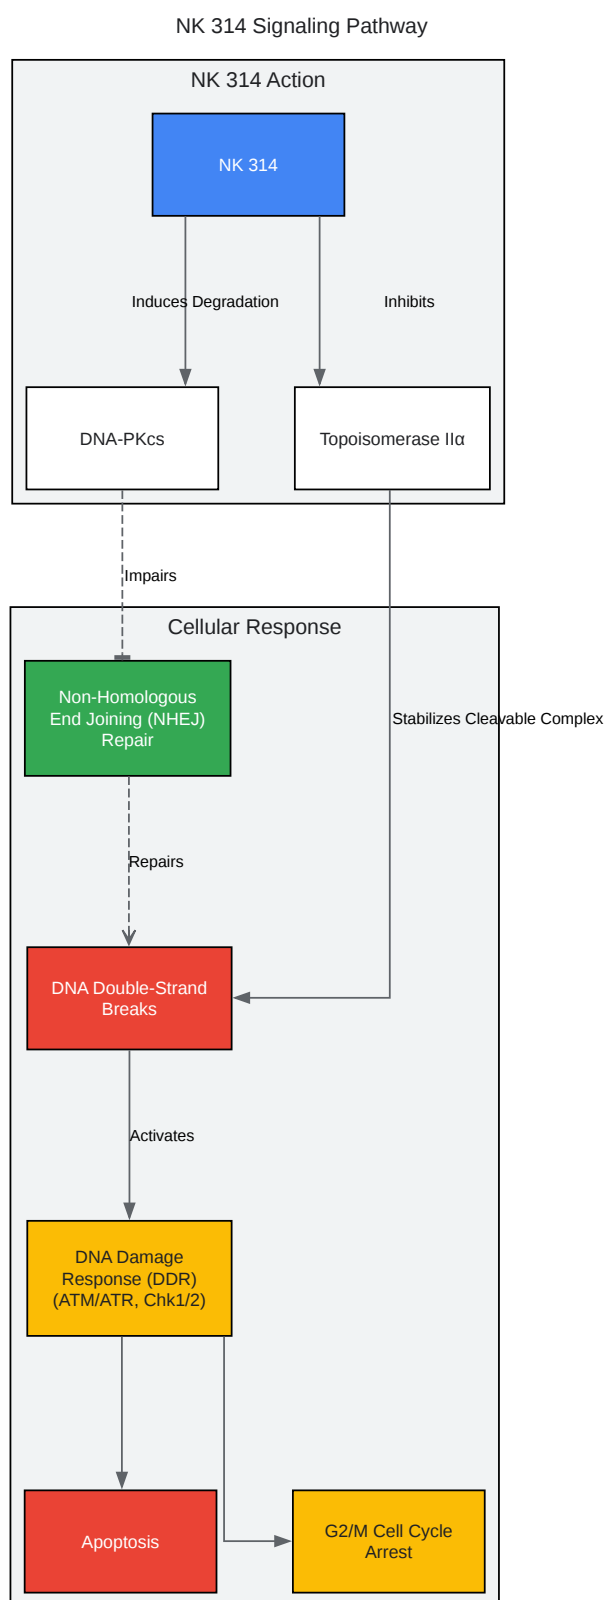 NK 314 Signaling Pathway
NK 314 Action
NK 314
Induces Degradation
Inhibits
DNA-PKcs
Topoisomerase IIα
Impairs
Cellular Response
Non-Homologous
End Joining (NHEJ)
Repair
Stabilizes Cleavable Complex
Repairs
DNA Double-Strand
Breaks
Activates
DNA Damage
Response (DDR)
(ATM/ATR, Chk1/2)
Apoptosis
G2/M Cell Cycle
Arrest